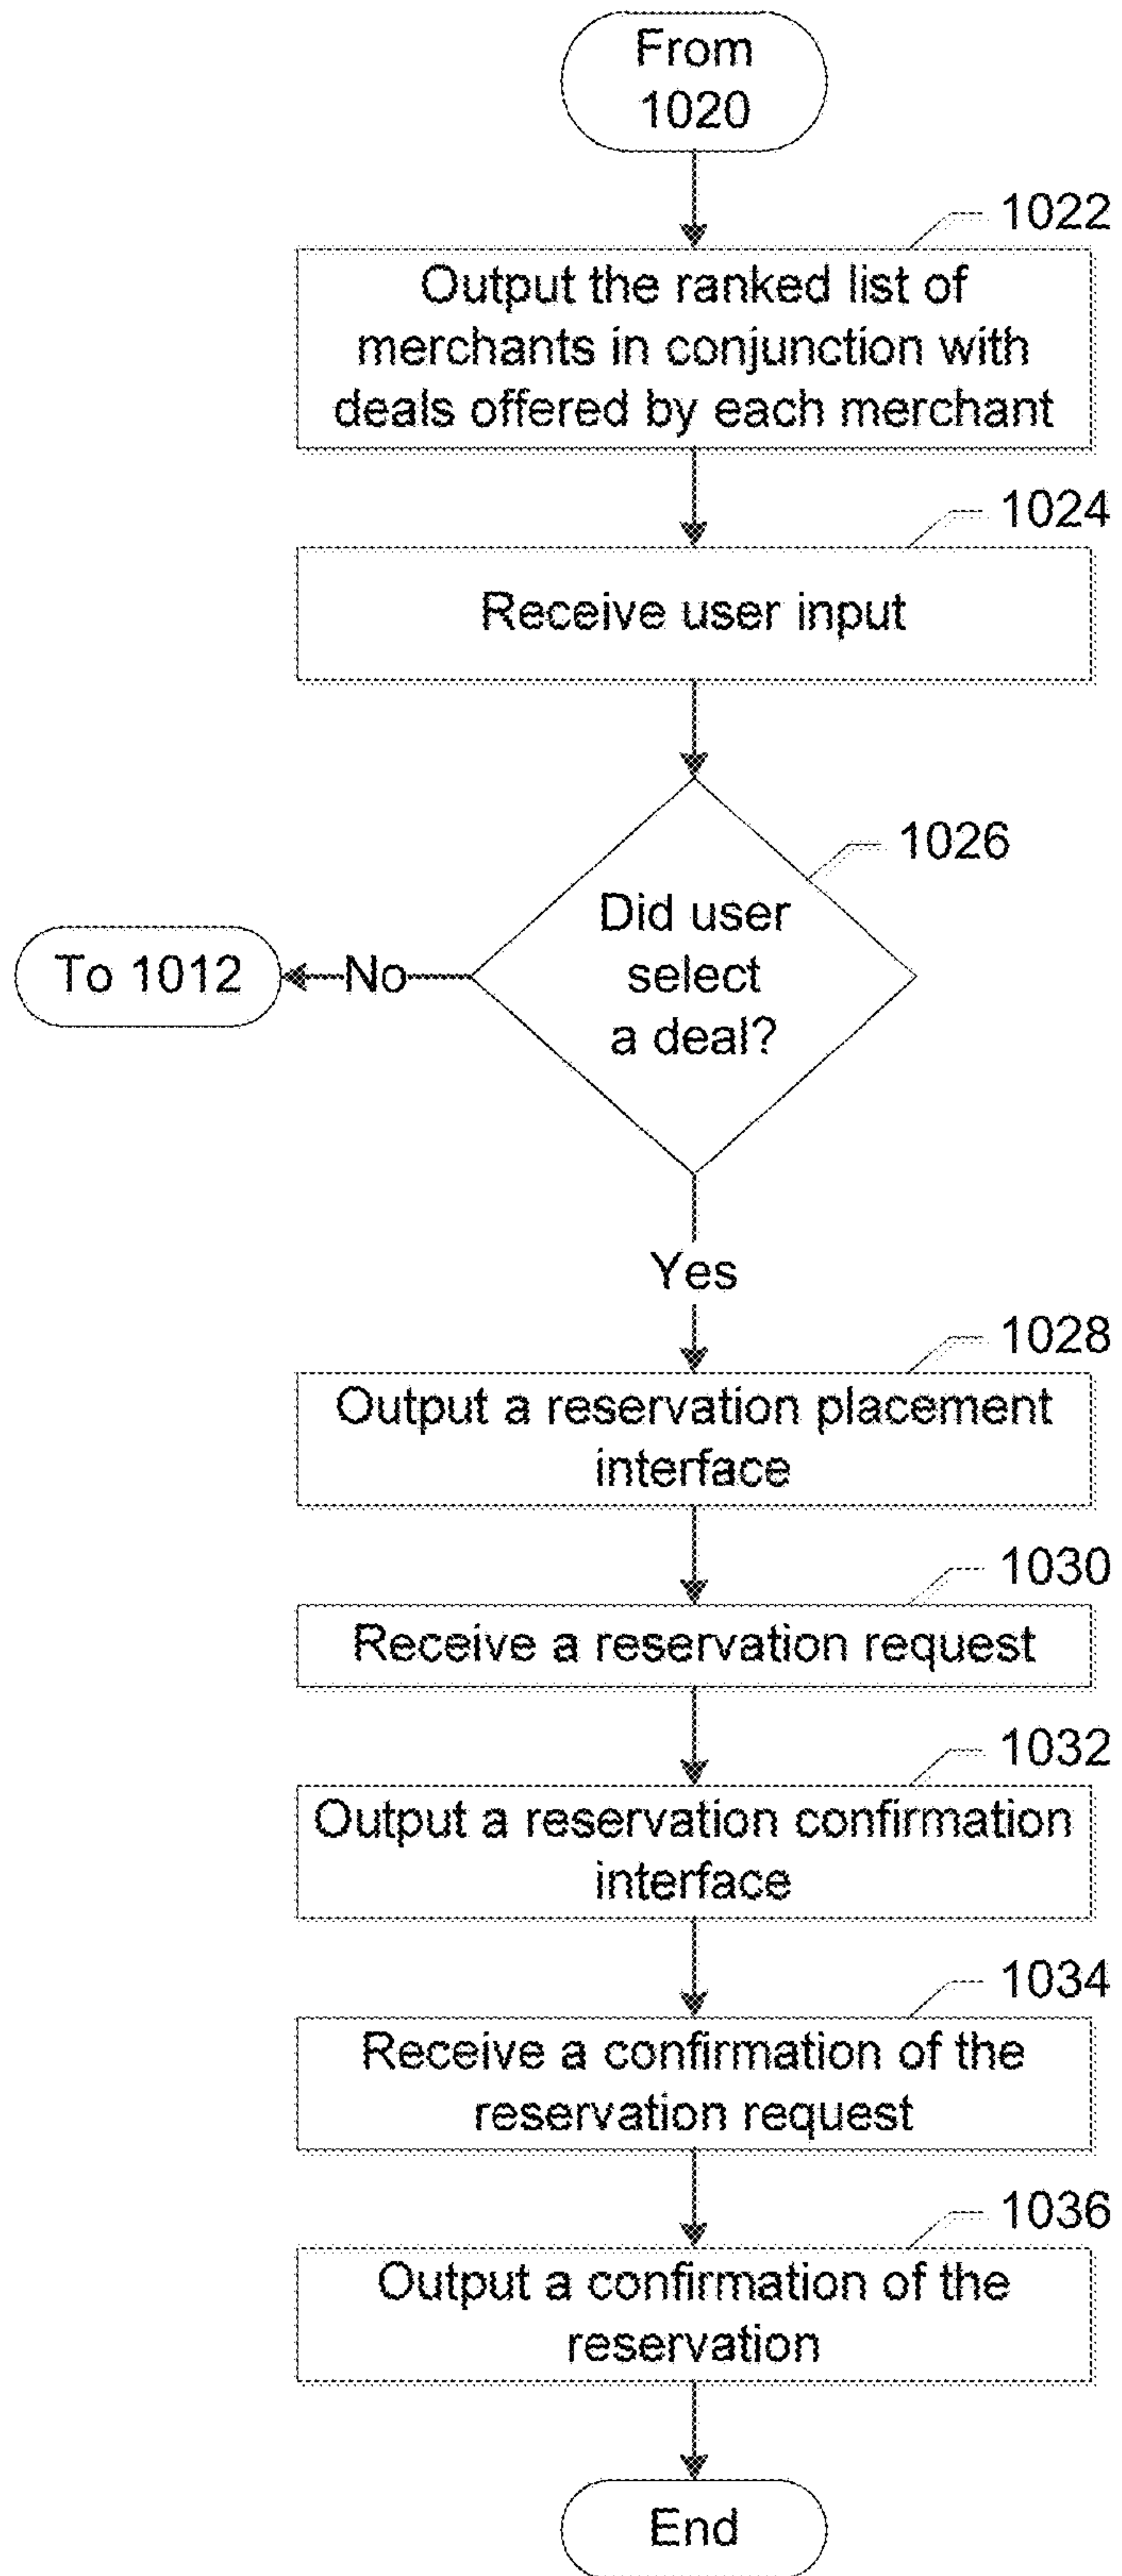 From
1020
1022
Output the ranked list of
merchants in conjunction with
deals offered by each merchant
1024
Receive user input
1026
Did user
select
a deal?
To 1012
No
Yes
1028
Output a reservation placement
interface
1030
Receive a reservation request
1032
Output a reservation confirmation
interface
1034
Receive a confirmation of the
reservation request
1036
Output a confirmation of the
reservation
End